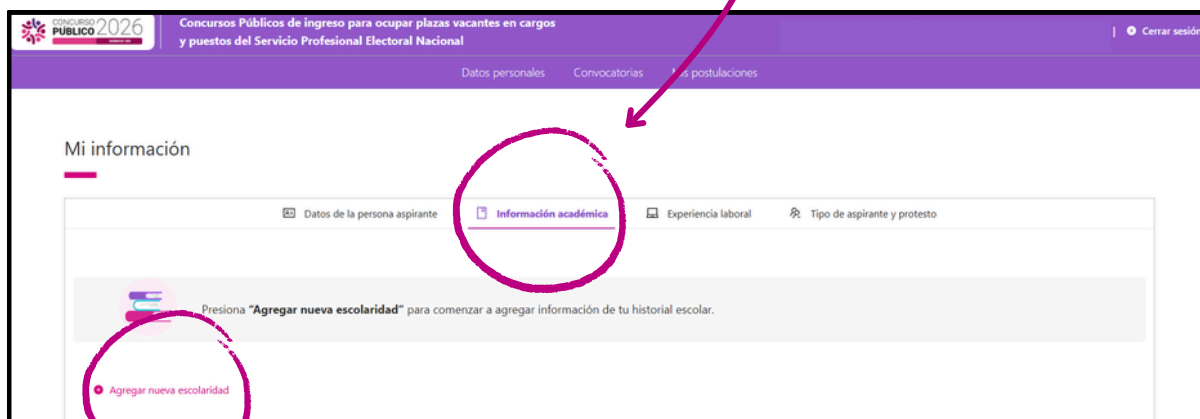 CONCURSO
PÚBLICO 2026
Concursos Públicos de ingreso para ocupar plazas vacantes en cargos
y puestos del Servicio Profesional Electoral Nacional
| Cerrar sesión
Datos personales Convocatorias Mis postulaciones
Mi información
Datos de la persona aspirante Información académica Experiencia laboral Tipo de aspirante y protesto
Presiona "Agregar nueva escolaridad" para comenzar a agregar información de tu historial escolar.
Agregar nueva escolaridad